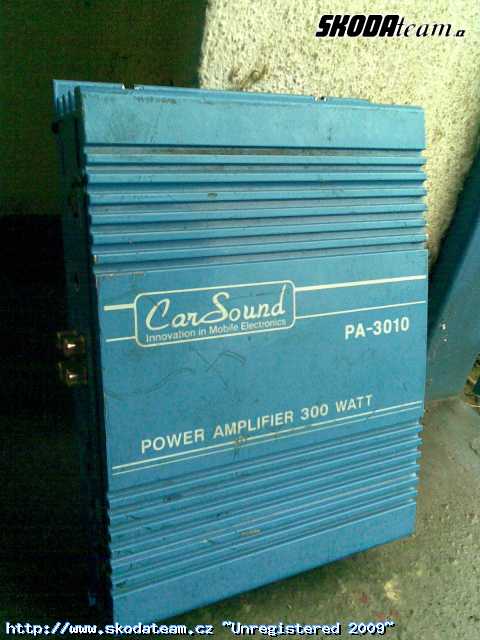 SKODAteam.cz
CarSound
Innovation in Mobile Electronics
PA-3010
POWER AMPLIFIER 300 WATT
http://www.skodateam.cz ~Unregistered 2009~